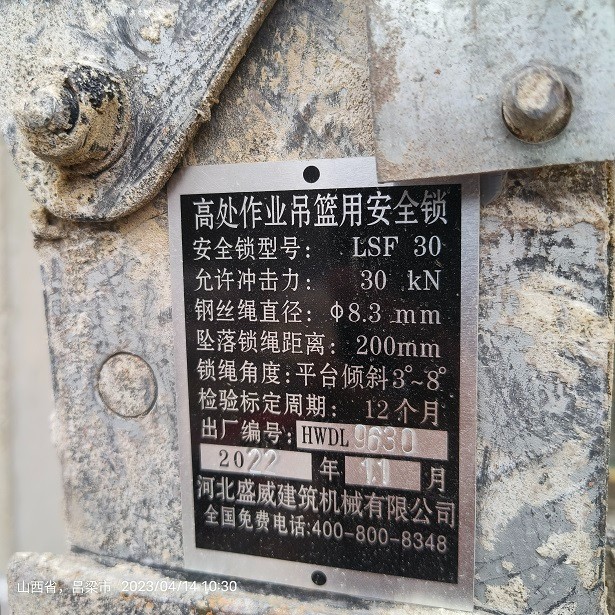 高处作业吊篮用安全锁
安全锁型号: LSF 30
允许冲击力: 30 kN
钢丝绳直径: φ8.3 mm
坠落锁绳距离: 200mm
锁绳角度:平台倾斜3°~8°
检验标定周期: 12个月
出厂编号: HWDL 9630
2022 年 11 月
河北盛威建筑机械有限公司
全国免费电话:400-800-8348
山西省，吕梁市 2023/04/14 10:30